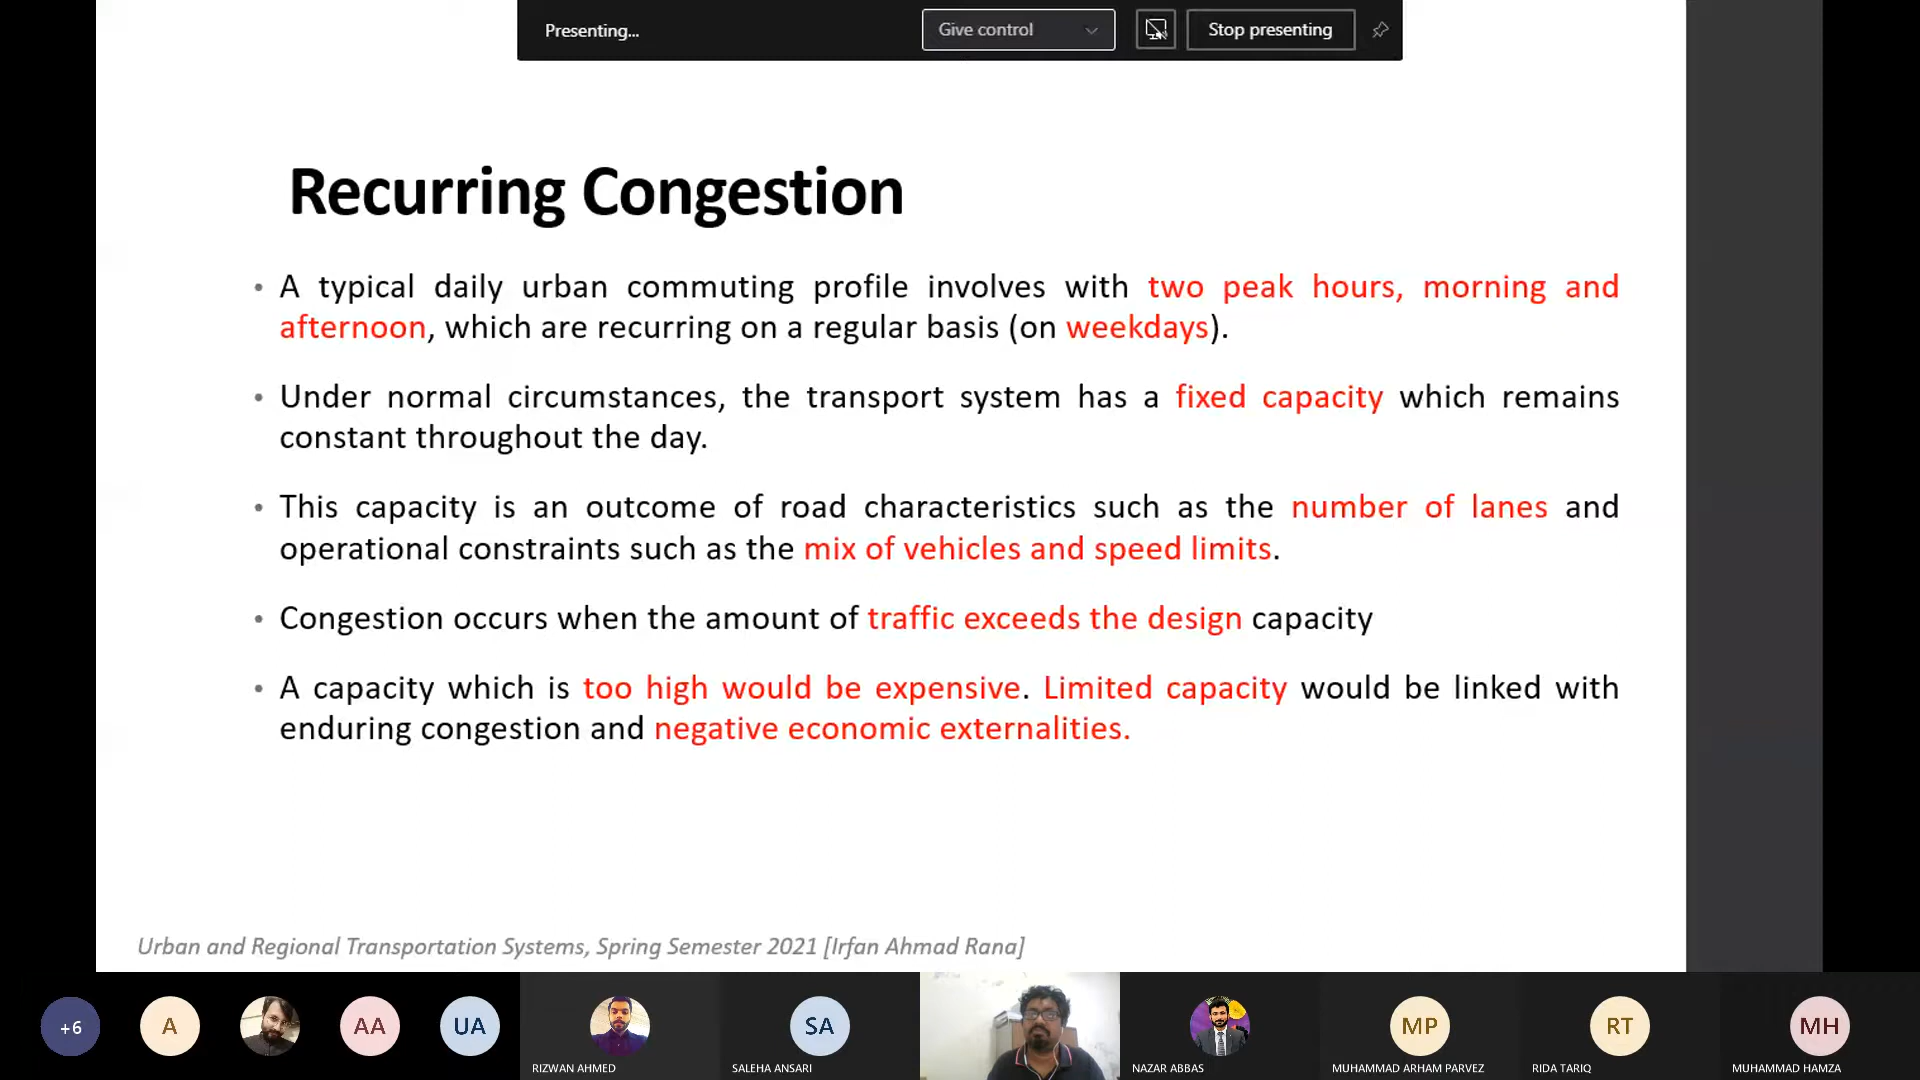 Presenting...
Give control
Stop presenting
Recurring Congestion
• A typical daily urban commuting profile involves with two peak hours, morning and
afternoon, which are recurring on a regular basis (on weekdays).
• Under normal circumstances, the transport system has a fixed capacity which remains
constant throughout the day.
• This capacity is an outcome of road characteristics such as the number of lanes and
operational constraints such as the mix of vehicles and speed limits.
• Congestion occurs when the amount of traffic exceeds the design capacity
• A capacity which is too high would be expensive. Limited capacity would be linked with
enduring congestion and negative economic externalities.
Urban and Regional Transportation Systems, Spring Semester 2021 [Irfan Ahmad Rana]
+6
A
AA
UA
RIZWAN AHMED
SA
SALEHA ANSARI
NAZAR ABBAS
MP
MUHAMMAD ARHAM PARVEZ
RT
RIDA TARIQ
MH
MUHAMMAD HAMZA